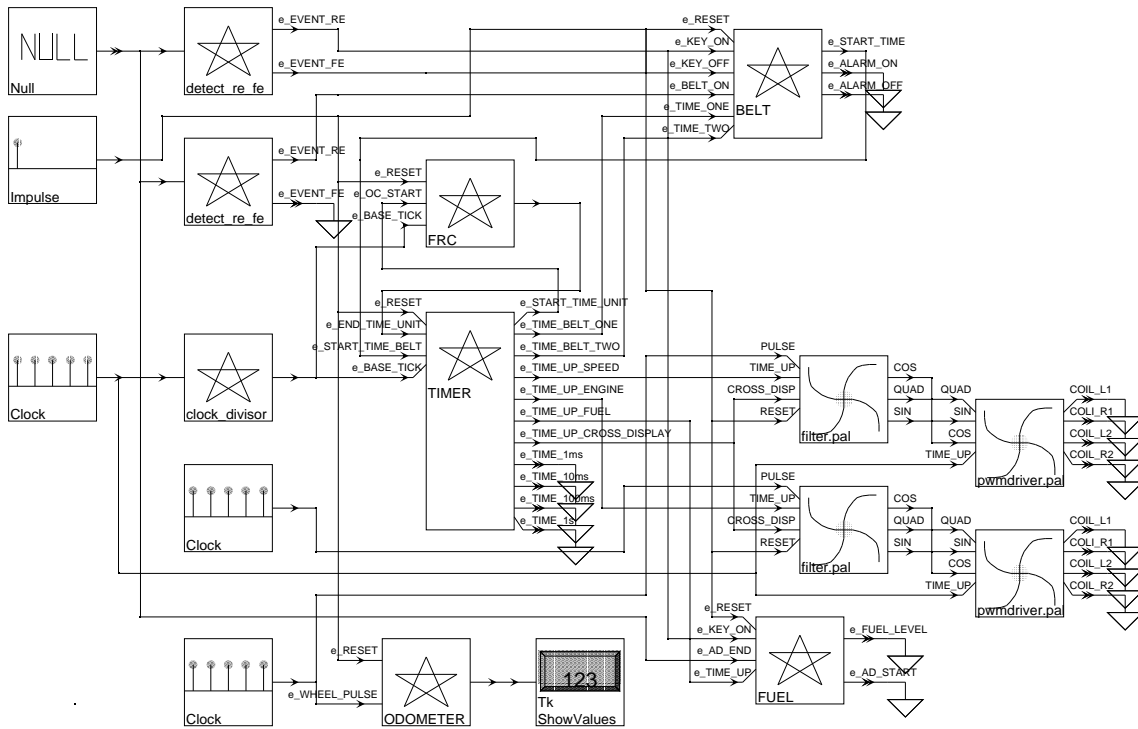 NULL
Null
detect_re_fe
e_EVENT_RE
e_EVENT_FE
e_RESET
e_KEY_ON
e_KEY_OFF
e_BELT_ON
e_TIME_ONE
e_TIME_TWO
BELT
e_START_TIME
e_ALARM_ON
e_ALARM_OFF
Impulse
detect_re_fe
e_EVENT_RE
e_EVENT_FE
e_RESET
e_OC_START
e_BASE_TICK
FRC
Clock
clock_divisor
e_RESET
e_END_TIME_UNIT
e_START_TIME_BELT
e_BASE_TICK
TIMER
e_START_TIME_UNIT
e_TIME_BELT_ONE
e_TIME_BELT_TWO
e_TIME_UP_SPEED
e_TIME_UP_ENGINE
e_TIME_UP_FUEL
e_TIME_UP_CROSS_DISPLAY
e_TIME_1ms
e_TIME_10ms
e_TIME_100ms
e_TIME_1s
PULSE
TIME_UP
CROSS_DISP
RESET
filter.pal
COS
QUAD
SIN
QUAD
SIN
COS
TIME_UP
pwmdriver.pal
COIL_L1
COLI_R1
COIL_L2
COIL_R2
Clock
PULSE
TIME_UP
CROSS_DISP
RESET
filter.pal
COS
QUAD
SIN
QUAD
SIN
COS
TIME_UP
pwmdriver.pal
COIL_L1
COLI_R1
COIL_L2
COIL_R2
Clock
e_RESET
e_WHEEL_PULSE
ODOMETER
123
Tk
ShowValues
e_RESET
e_KEY_ON
e_AD_END
e_TIME_UP
FUEL
e_FUEL_LEVEL
e_AD_START